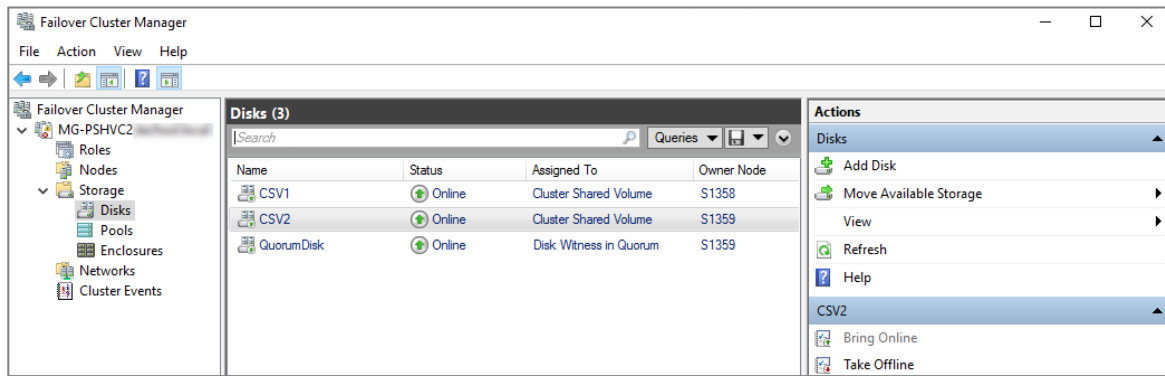 Failover Cluster Manager
File Action View Help
Failover Cluster Manager
MG-PSHVC2
Roles
Nodes
Storage
Disks
Pools
Enclosures
Networks
Cluster Events
Disks (3)
Search
Queries
Name Status Assigned To Owner Node
CSV1 Online Cluster Shared Volume S1358
CSV2 Online Cluster Shared Volume S1359
QuorumDisk Online Disk Witness in Quorum S1359
Actions
Disks
Add Disk
Move Available Storage
View
Refresh
Help
CSV2
Bring Online
Take Offline